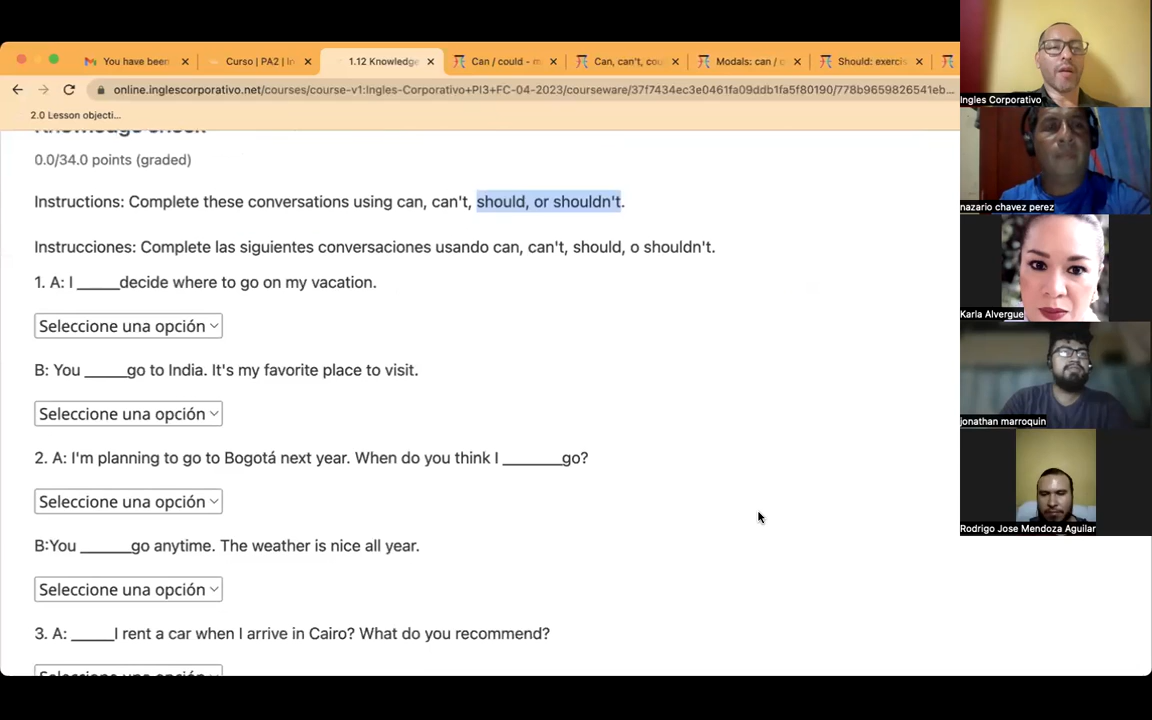 You have been
Curso | PA2 | In
1.12 Knowledge
Can / could - m
Can, can't, cou
Modals: can / o
Should: exerci
online.inglescorporativo.net/courses/course-v1:Ingles-Corporativo+PI3+FC-04-2023/courseware/37f7434ec3e0461fa09ddb1fa5f80190/778b9659826541eb...
2.0 Lesson objecti...
Knowledge check
0.0/34.0 points (graded)
Instructions: Complete these conversations using can, can't, should, or shouldn't.
Instrucciones: Complete las siguientes conversaciones usando can, can't, should, o shouldn't.
1. A: I _____decide where to go on my vacation.
Seleccione una opción
B: You _____go to India. It's my favorite place to visit.
Seleccione una opción
2. A: I'm planning to go to Bogotá next year. When do you think I _______go?
Seleccione una opción
B:You ______go anytime. The weather is nice all year.
Seleccione una opción
3. A: _____I rent a car when I arrive in Cairo? What do you recommend?
Ingles Corporativo
nazario chavez perez
Karla Alvergue
jonathan marroquin
Rodrigo Jose Mendoza Aguilar